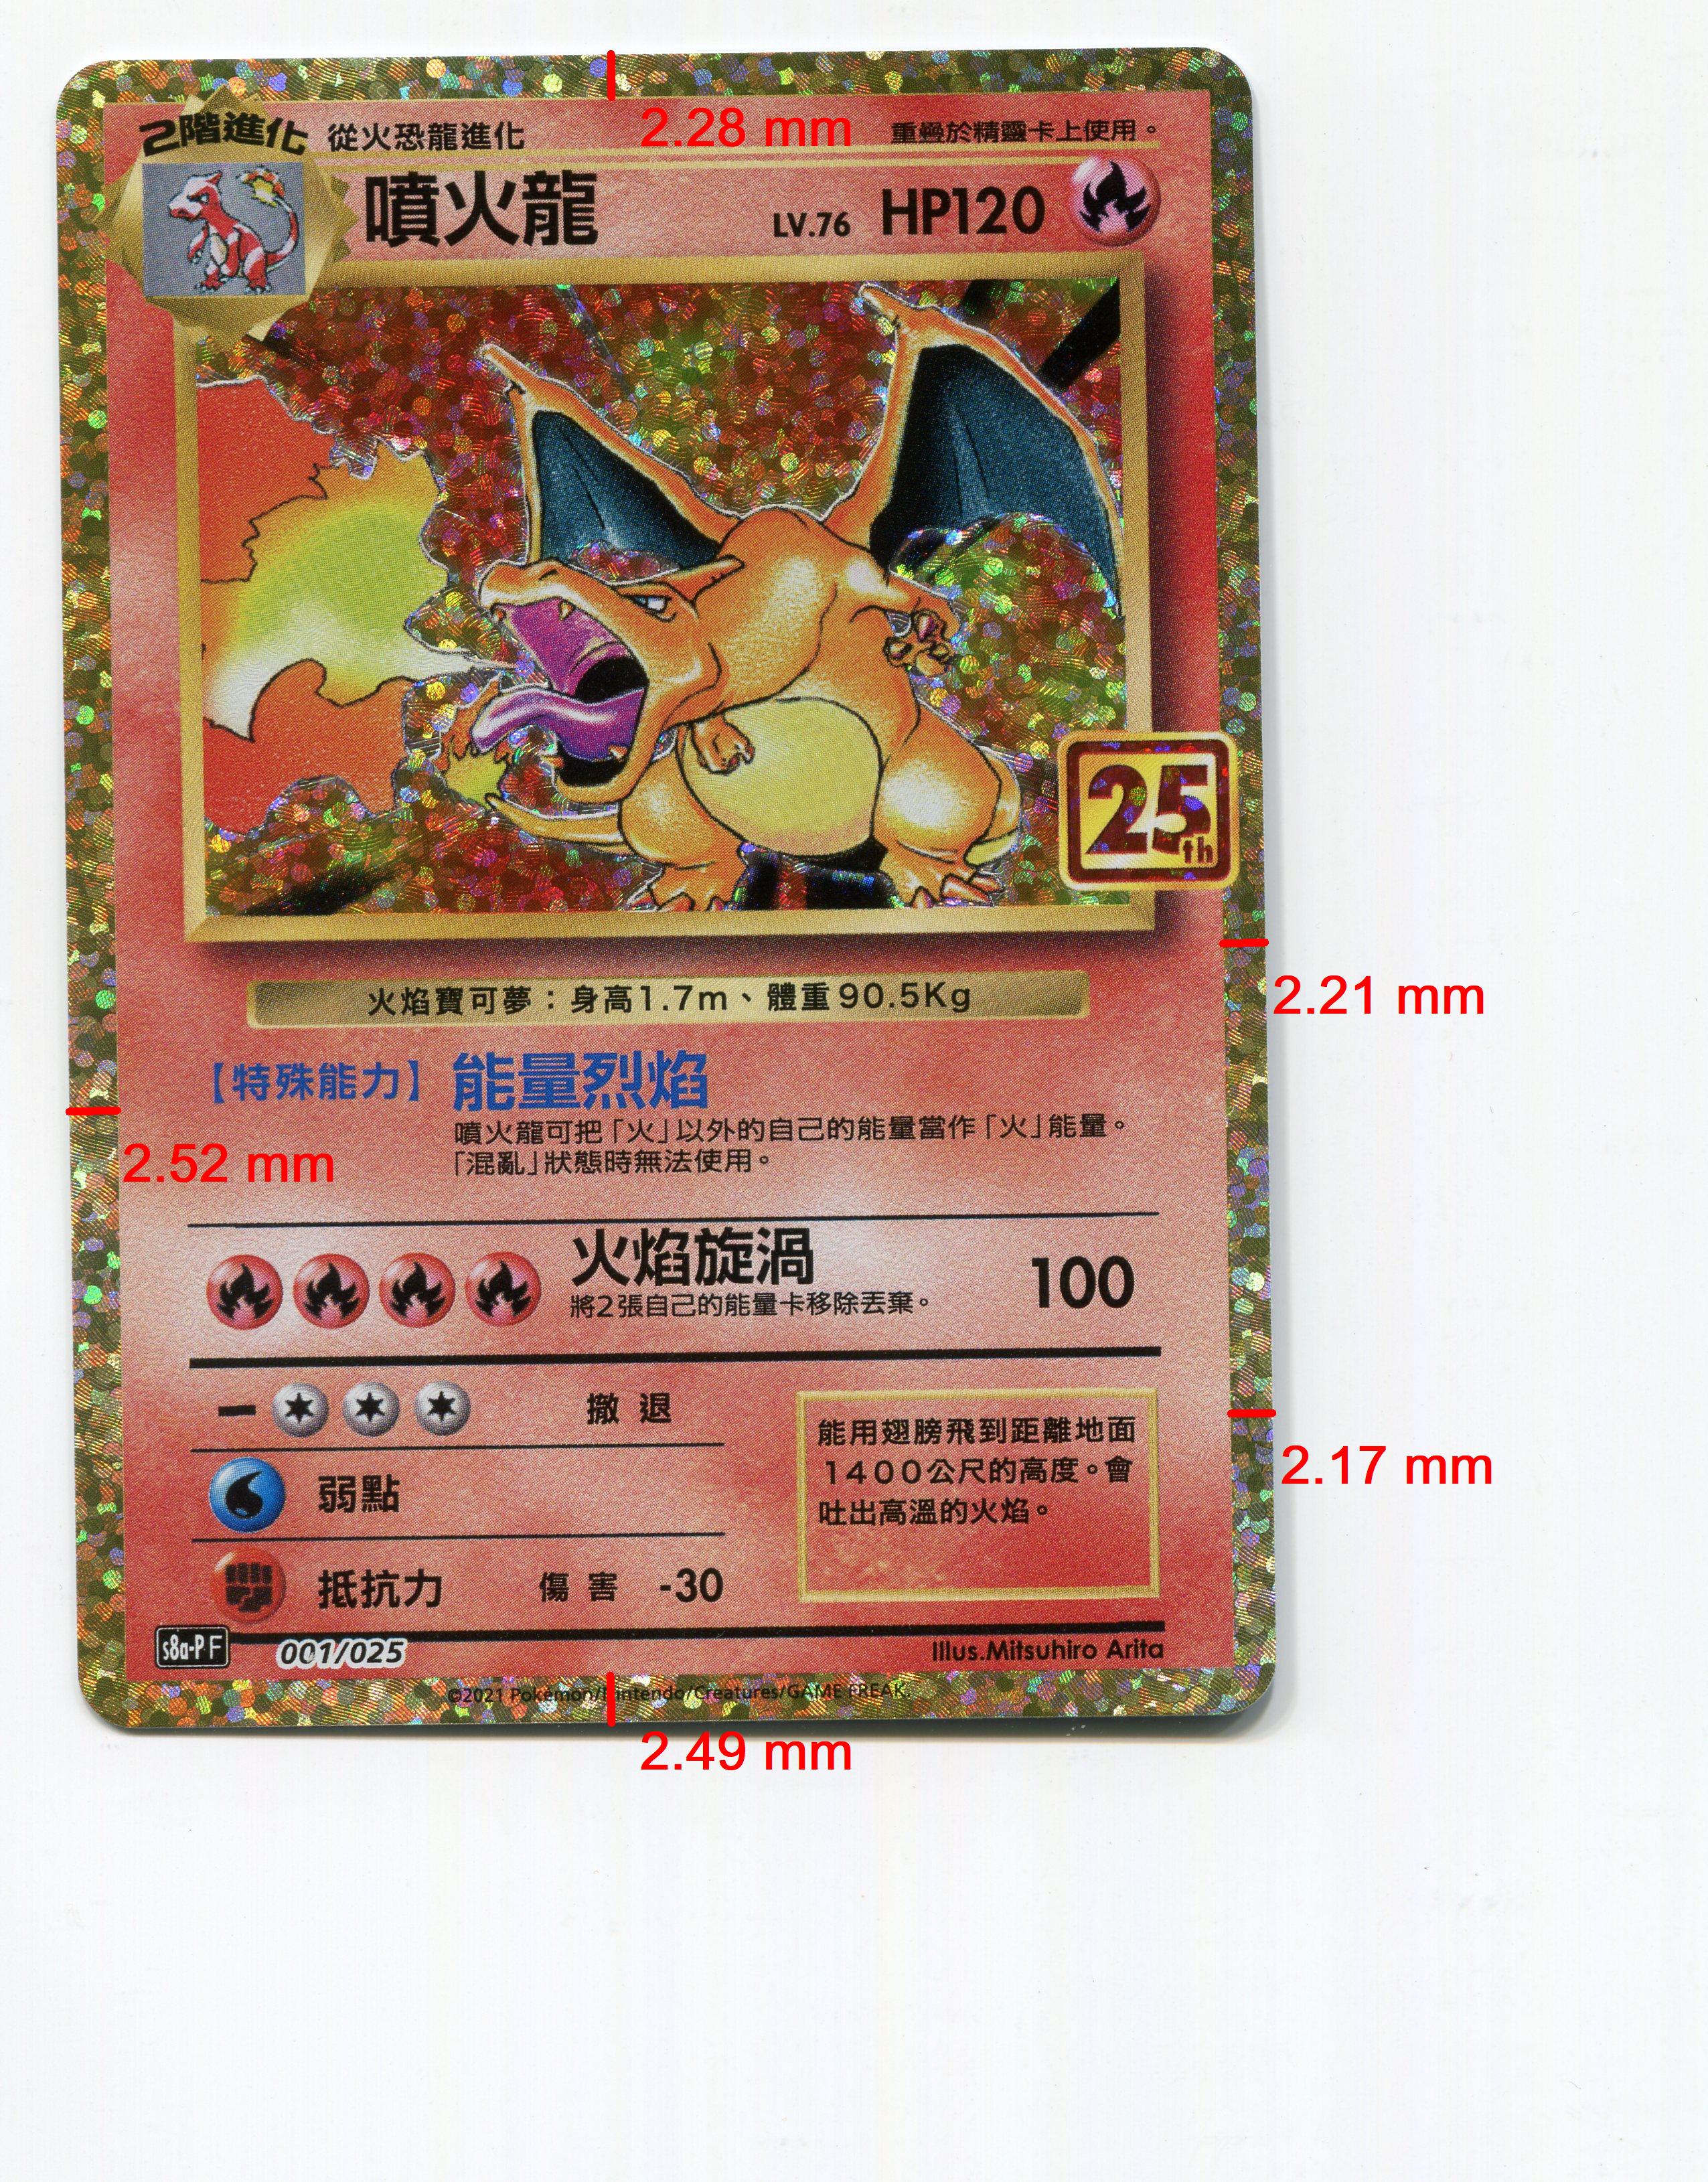 2階進化 從火恐龍進化 2.28 mm 重疊於精靈卡上使用。
噴火龍 LV.76 HP120
25th
火焰寶可夢：身高1.7m、體重90.5Kg
2.21 mm
【特殊能力】 能量烈焰
噴火龍可把「火」以外的自己的能量當作「火」能量。
「混亂」狀態時無法使用。
2.52 mm
火焰旋渦 100
將2張自己的能量卡移除丟棄。
撤退
能用翅膀飛到距離地面
1400公尺的高度。會
吐出高溫的火焰。
2.17 mm
弱點
抵抗力 傷害 -30
s8a-P F 001/025 Illus.Mitsuhiro Arita
©2021 Pokémon/Nintendo/Creatures/GAME FREAK.
2.49 mm